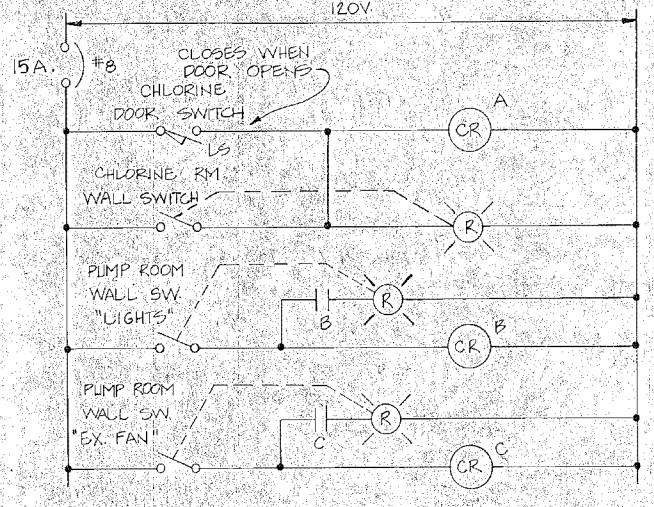 120V
15A.
#8
CLOSES WHEN
DOOR OPENS
CHLORINE
DOOR SWITCH
LS
CR
A
CHLORINE RM
WALL SWITCH
R
PUMP ROOM
WALL SW.
"LIGHTS"
B
R
CR
B
PUMP ROOM
WALL SW.
"EX. FAN"
C
R
CR
C